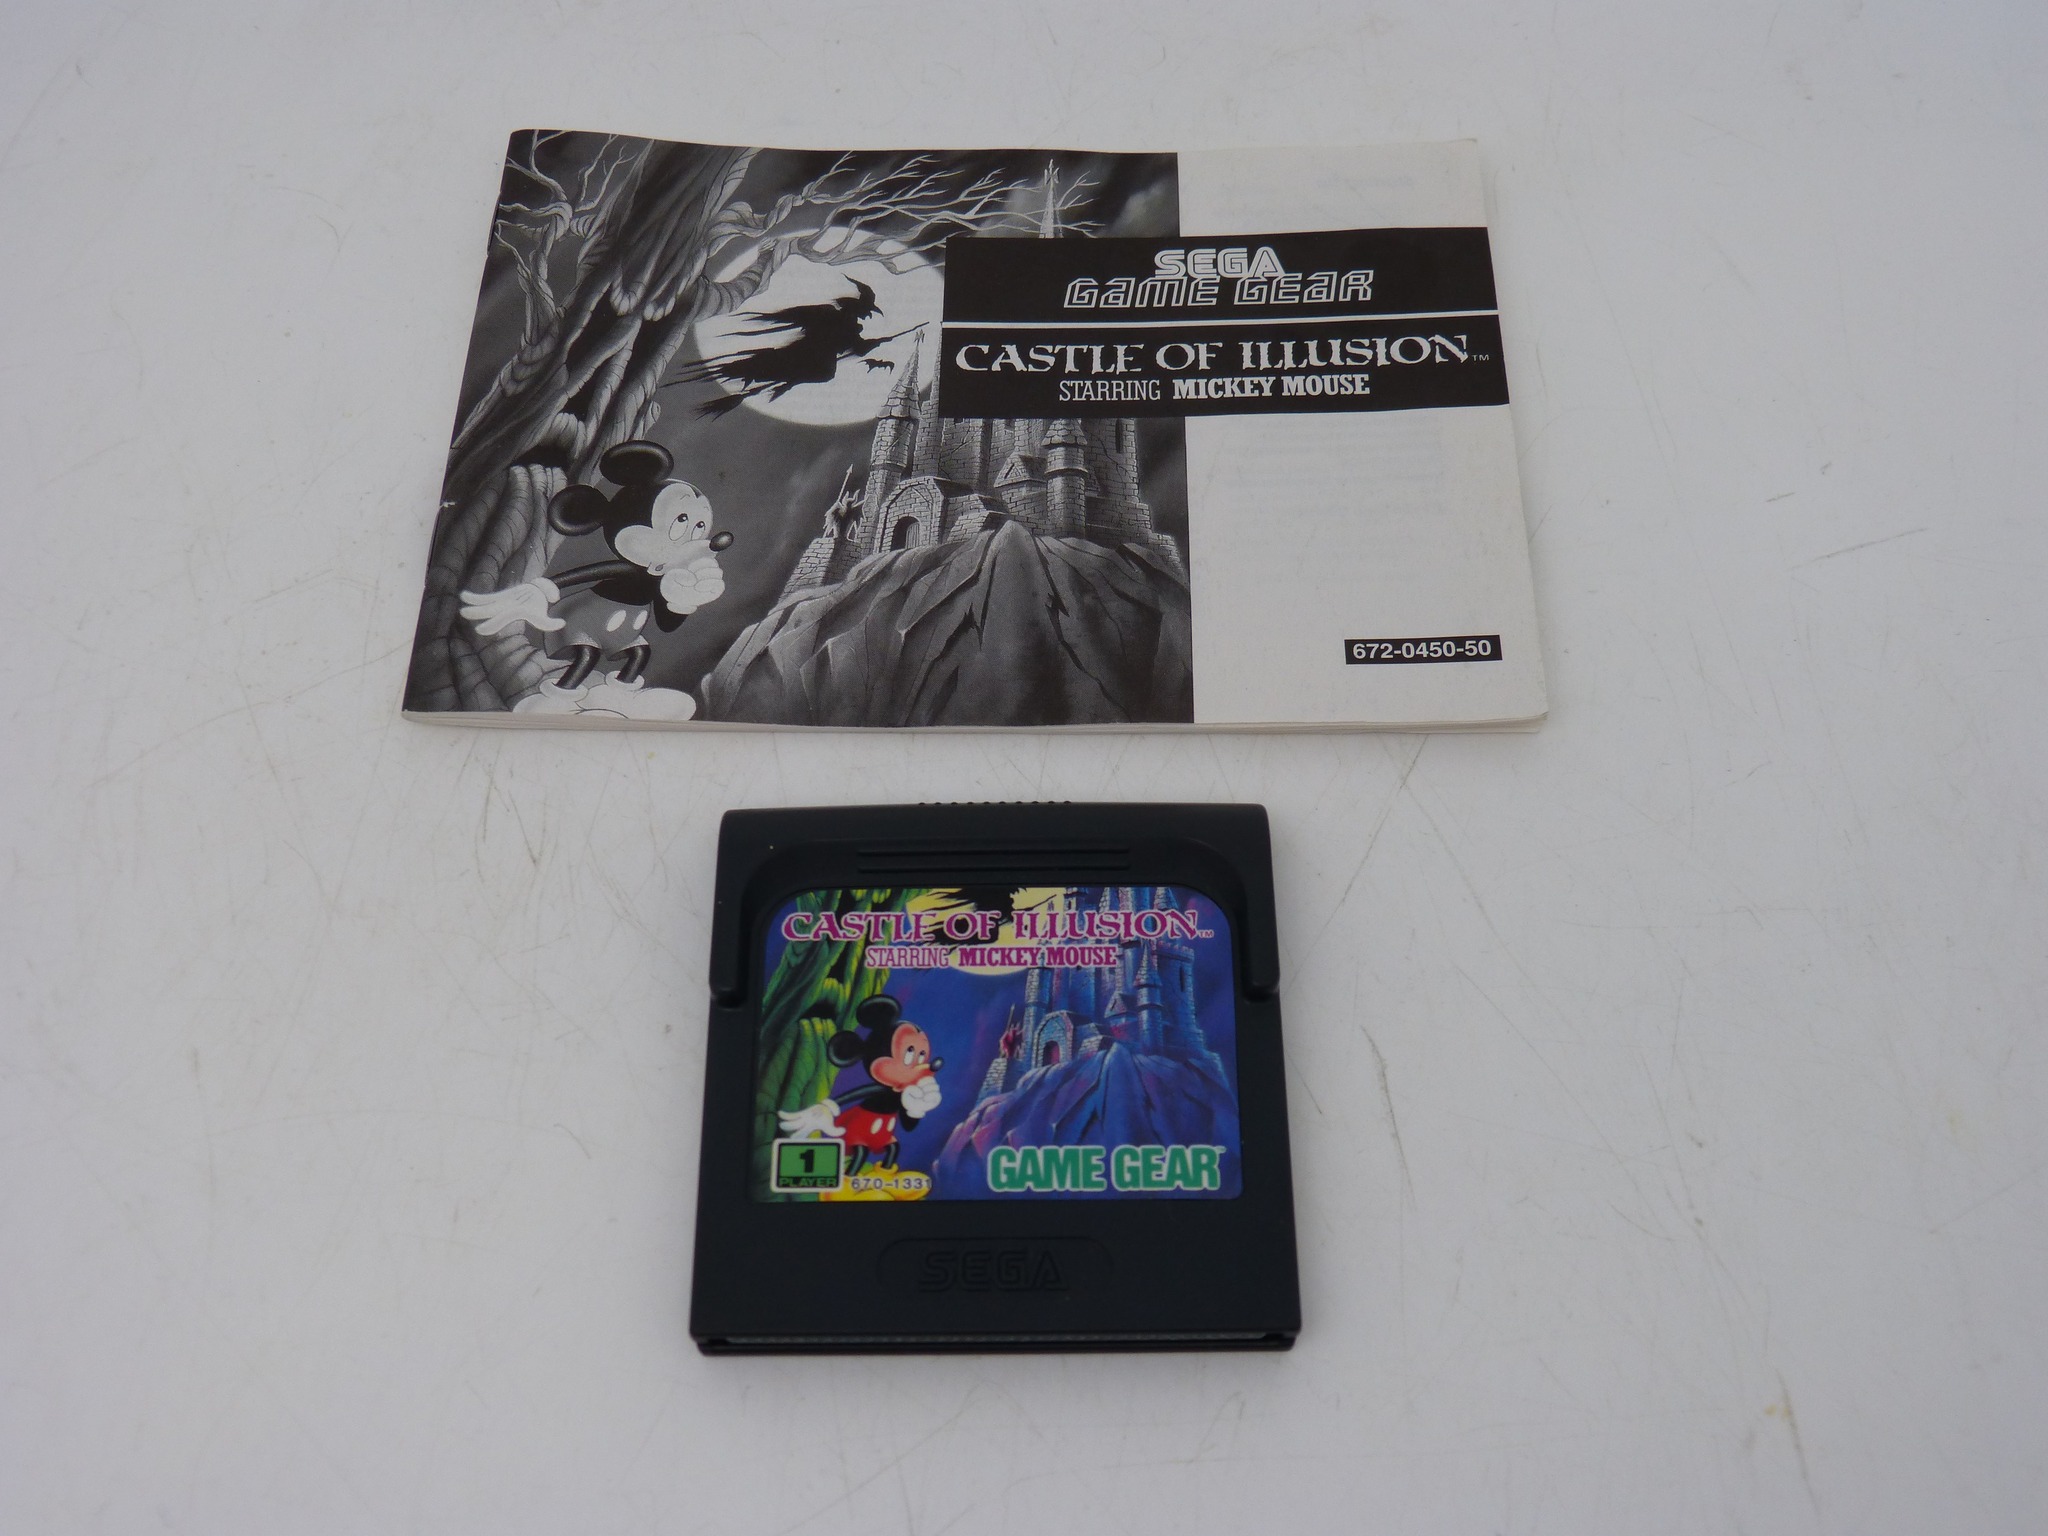 SEGA
GAME GEAR
CASTLE OF ILLUSION™
STARRING MICKEY MOUSE
672-0450-50
CASTLE OF ILLUSION™
STARRING MICKEY MOUSE
1
PLAYER
670-1331
GAME GEAR™
SEGA